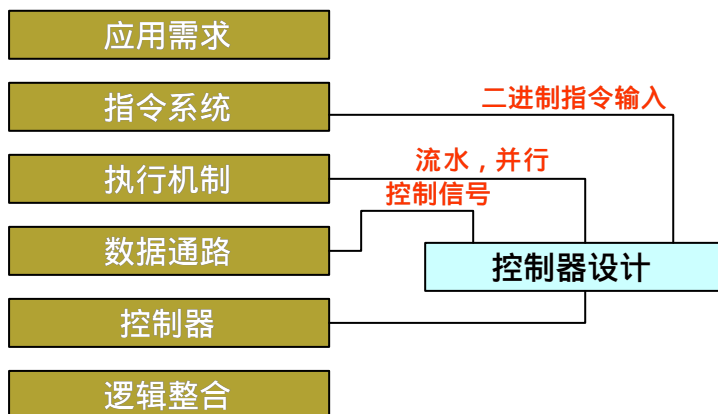 应用需求
指令系统
二进制指令输入
执行机制
流水，并行
控制信号
数据通路
控制器设计
控制器
逻辑整合